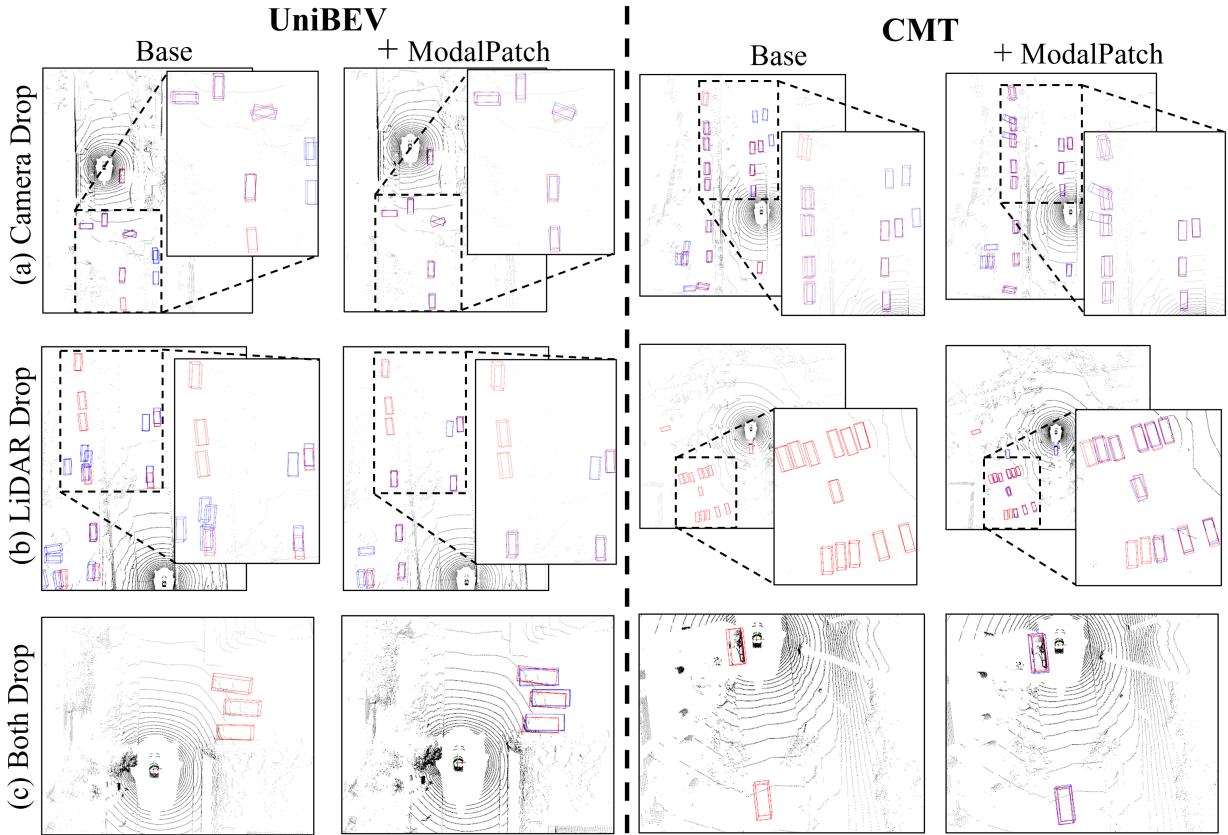 UniBEV
CMT
Base
+ ModalPatch
Base
+ ModalPatch
(a) Camera Drop
(b) LiDAR Drop
(c) Both Drop